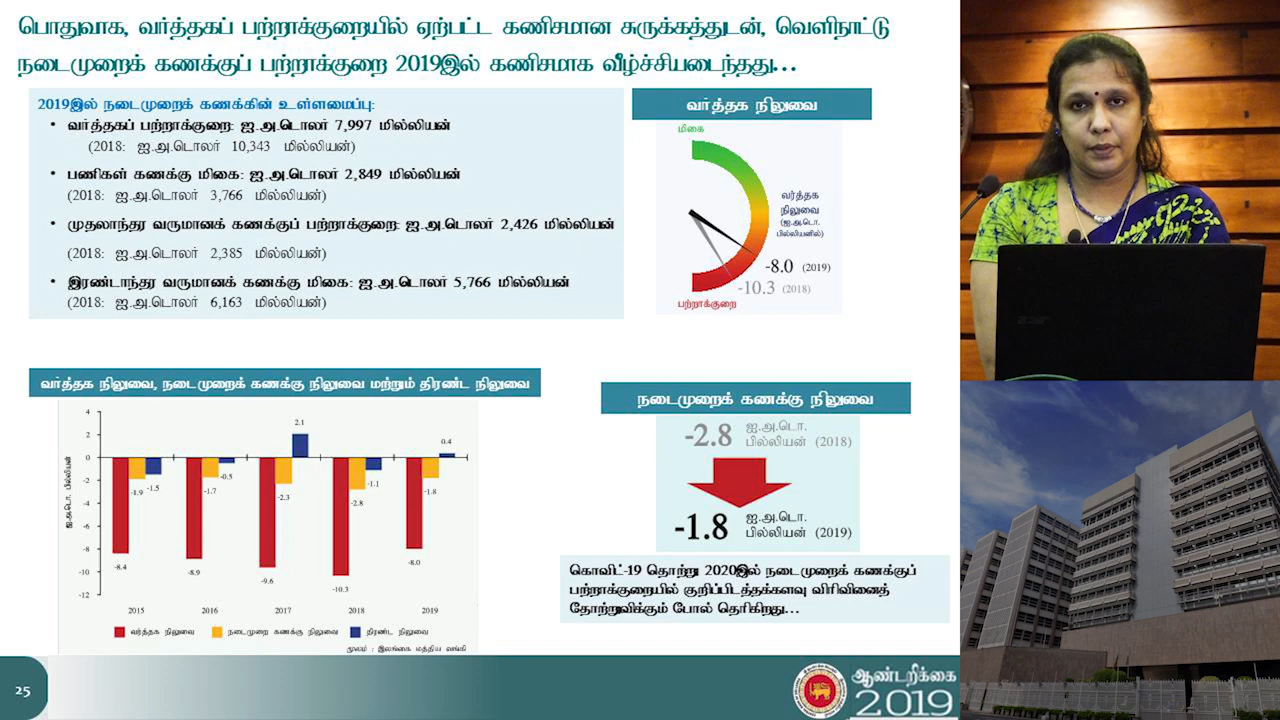 பொதுவாக, வர்த்தகப் பற்றாக்குறையில் ஏற்பட்ட கணிசமான சுருக்கத்துடன், வெளிநாட்டு
நடைமுறைக் கணக்குப் பற்றாக்குறை 2019இல் கணிசமாக வீழ்ச்சியடைந்தது...
2019இல் நடைமுறைக் கணக்கின் உள்ளமைப்பு:
• வர்த்தகப் பற்றாக்குறை: ஐ.அ.டொலர் 7,997 மில்லியன்
(2018: ஐ.அ.டொலர் 10,343 மில்லியன்)
• பணிகள் கணக்கு மிகை: ஐ.அ.டொலர் 2,849 மில்லியன்
(2018: ஐ.அ.டொலர் 3,766 மில்லியன்)
• முதலாந்தர வருமானக் கணக்குப் பற்றாக்குறை: ஐ.அ.டொலர் 2,426 மில்லியன்
(2018: ஐ.அ.டொலர் 2,385 மில்லியன்)
• இரண்டாந்தர வருமானக் கணக்கு மிகை: ஐ.அ.டொலர் 5,766 மில்லியன்
(2018: ஐ.அ.டொலர் 6,163 மில்லியன்)
வர்த்தக நிலுவை
மிகை
வர்த்தக
நிலுவை
(ஐ.அ.டொ.
பில்லியனில்)
-8.0 (2019)
-10.3 (2018)
பற்றாக்குறை
வர்த்தக நிலுவை, நடைமுறைக் கணக்கு நிலுவை மற்றும் திரண்ட நிலுவை
ஐ.அ.டொ. பில்லியன்
4
2
0
-2
-4
-6
-8
-10
-12
-8.4
-1.9
-1.5
-8.9
-1.7
-0.5
-9.6
-2.3
2.1
-10.3
-2.8
-1.1
-8.0
-1.8
0.4
2015 2016 2017 2018 2019
வர்த்தக நிலுவை நடைமுறை கணக்கு நிலுவை திரண்ட நிலுவை
மூலம் : இலங்கை மத்திய வங்கி
நடைமுறைக் கணக்கு நிலுவை
-2.8 ஐ.அ.டொ.
பில்லியன் (2018)
-1.8 ஐ.அ.டொ.
பில்லியன் (2019)
கொவிட்-19 தொற்று 2020இல் நடைமுறைக் கணக்குப்
பற்றாக்குறையில் குறிப்பிடத்தக்களவு விரிவினைத்
தோற்றுவிக்கும் போல் தெரிகிறது...
25
ஆண்டறிக்கை
2019